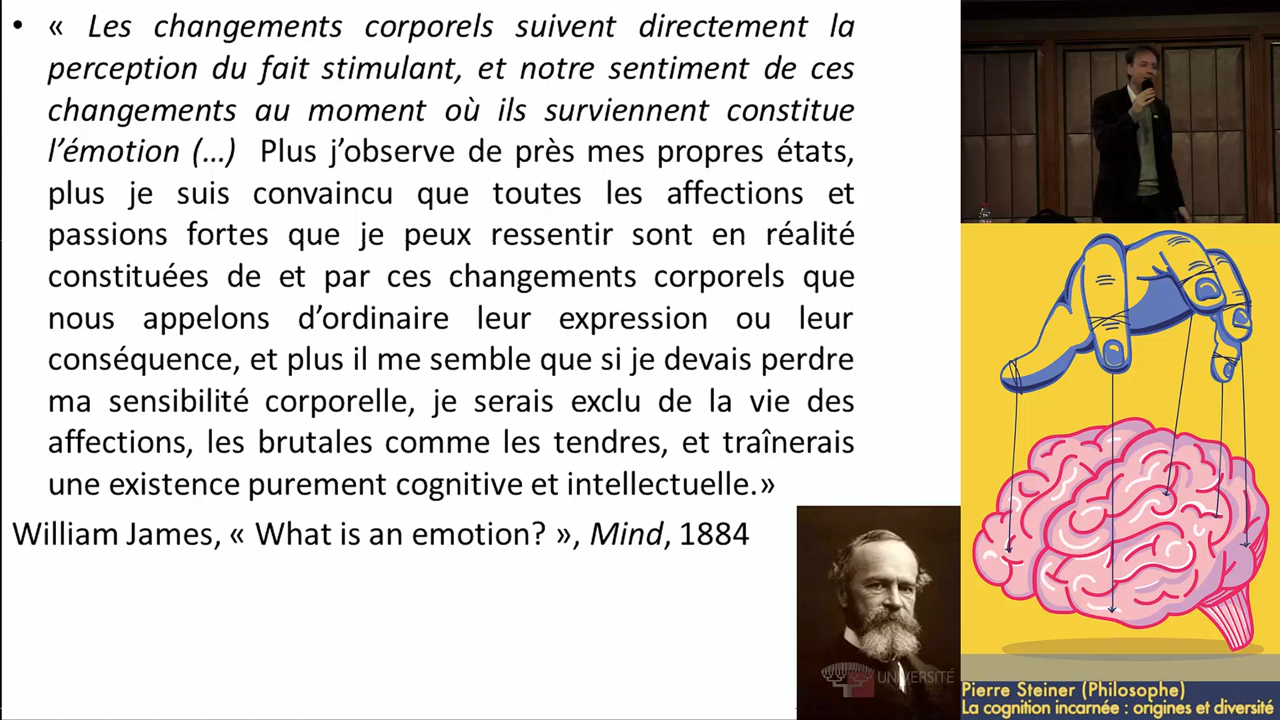 • « Les changements corporels suivent directement la
perception du fait stimulant, et notre sentiment de ces
changements au moment où ils surviennent constitue
l’émotion (…) Plus j’observe de près mes propres états,
plus je suis convaincu que toutes les affections et
passions fortes que je peux ressentir sont en réalité
constituées de et par ces changements corporels que
nous appelons d’ordinaire leur expression ou leur
conséquence, et plus il me semble que si je devais perdre
ma sensibilité corporelle, je serais exclu de la vie des
affections, les brutales comme les tendres, et traînerais
une existence purement cognitive et intellectuelle.»
William James, « What is an emotion? », Mind, 1884
UNIVERSITÉ
Pierre Steiner (Philosophe)
La cognition incarnée : origines et diversité